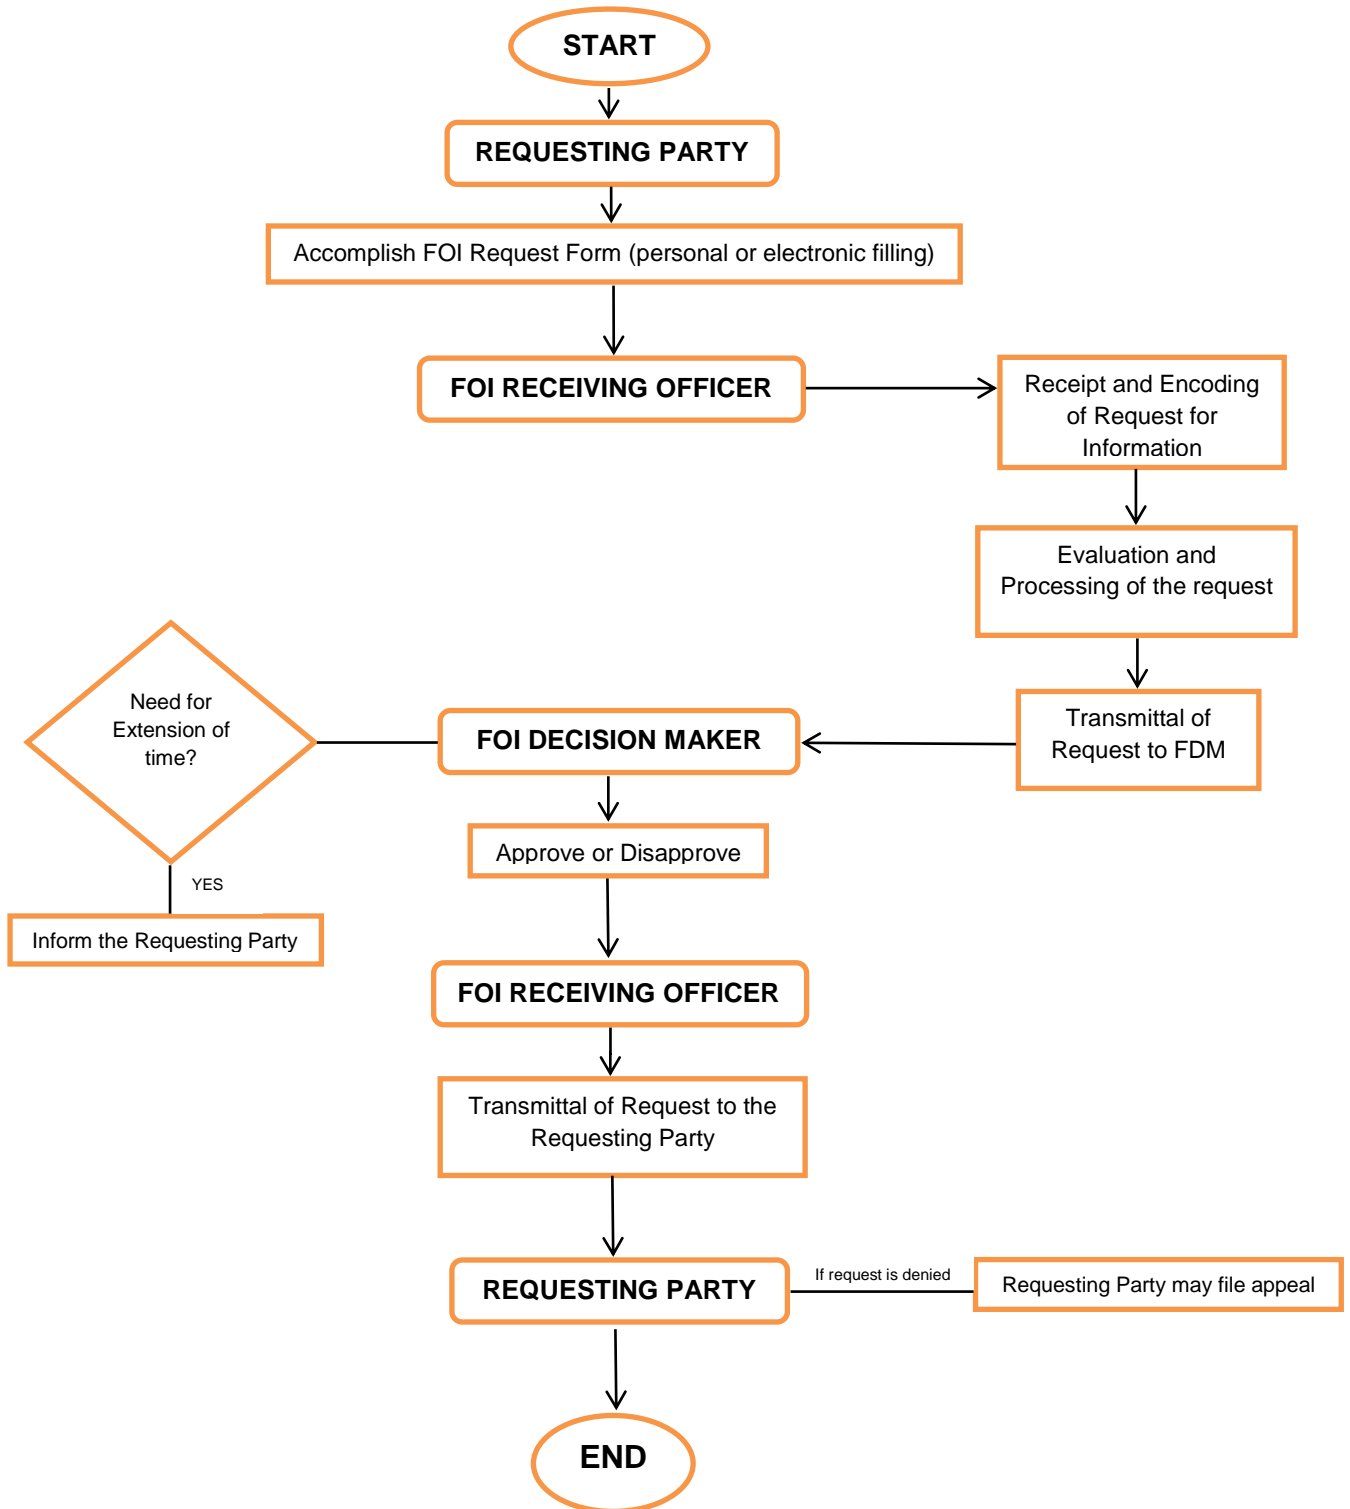 START
REQUESTING PARTY
Accomplish FOI Request Form (personal or electronic filling)
FOI RECEIVING OFFICER
Receipt and Encoding
of Request for
Information
Evaluation and
Processing of the request
Transmittal of
Request to FDM
FOI DECISION MAKER
Need for
Extension of
time?
YES
Inform the Requesting Party
Approve or Disapprove
FOI RECEIVING OFFICER
Transmittal of Request to the
Requesting Party
REQUESTING PARTY
If request is denied
Requesting Party may file appeal
END